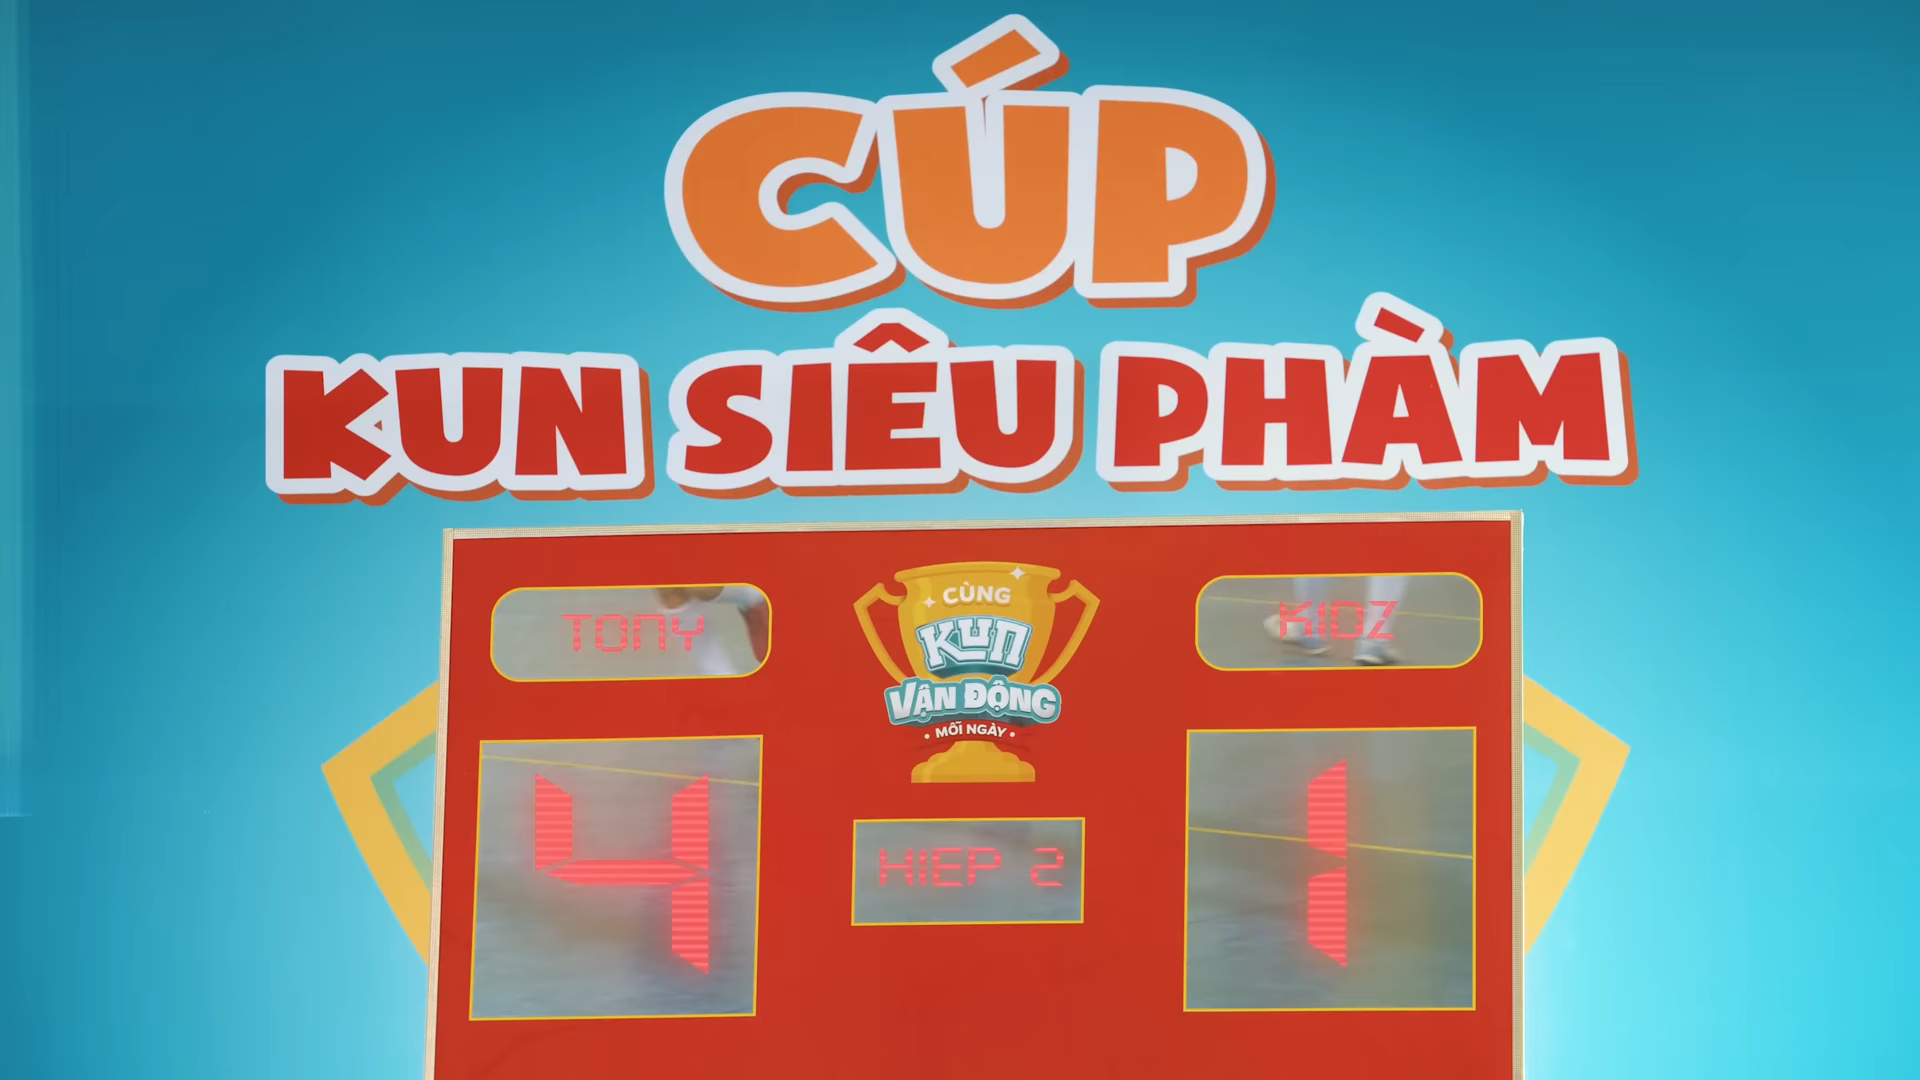 CÚP
KUN SIÊU PHÀM
TONY
CÙNG
KUN
VẬN ĐỘNG
• MỖI NGÀY •
KIDZ
4
HIEP 2
1